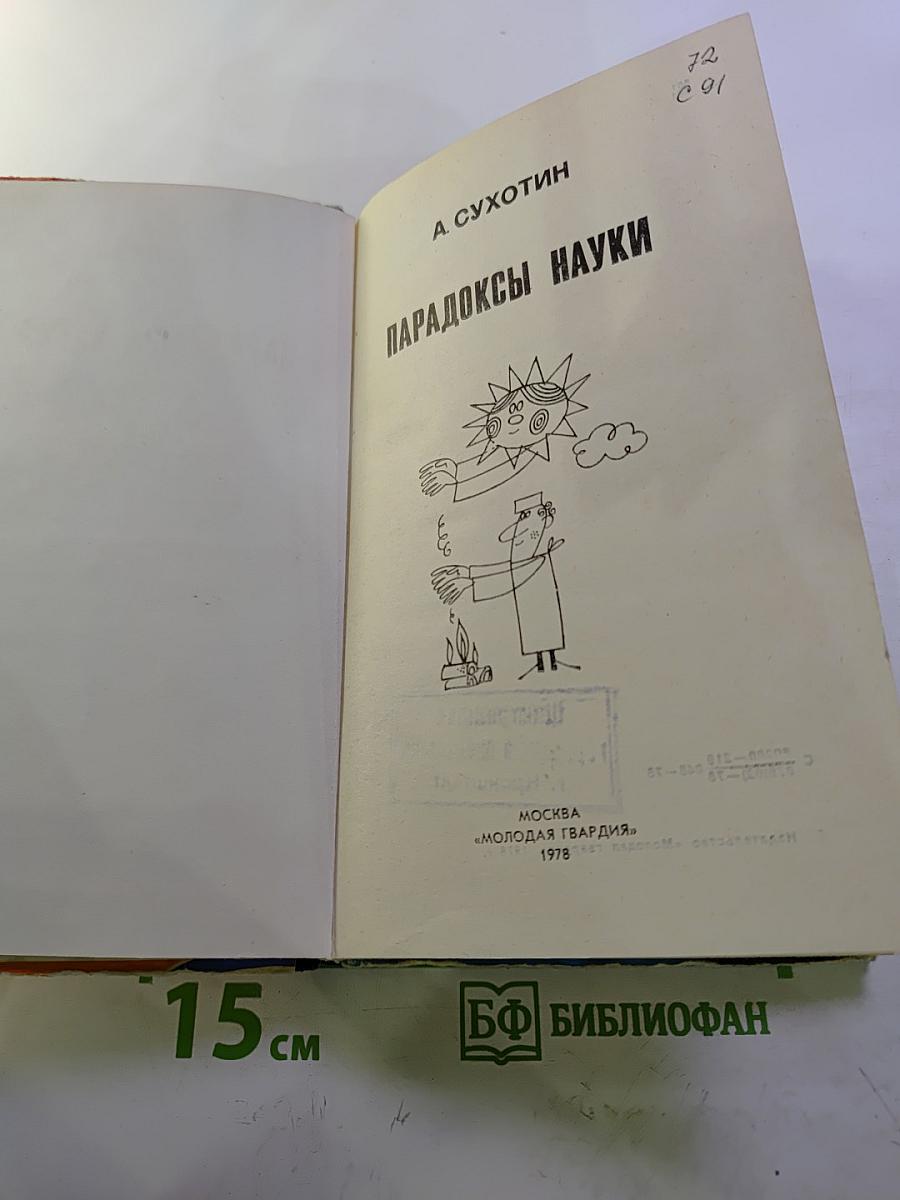 72
С 91
А. СУХОТИН
ПАРАДОКСЫ НАУКИ
МОСКВА
«МОЛОДАЯ ГВАРДИЯ»
1978
15 см
БФ БИБЛИОФАН